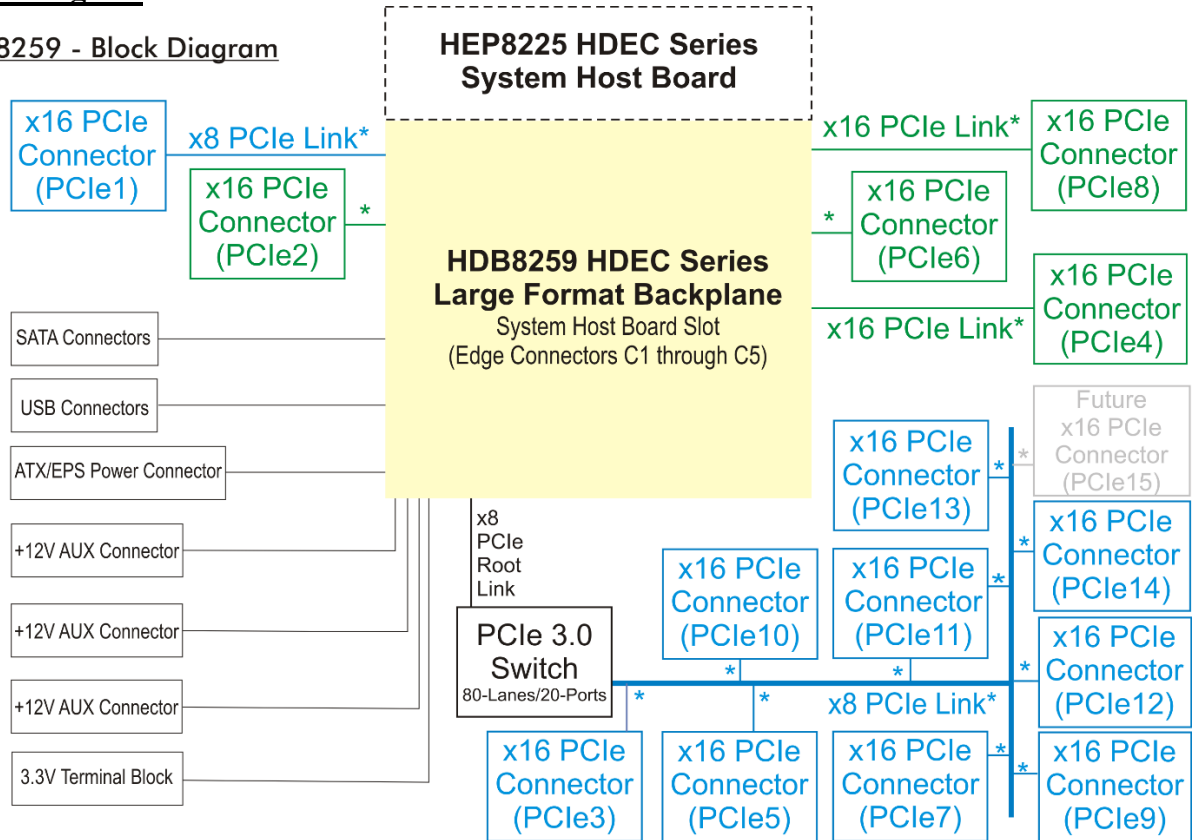 8259 - Block Diagram
HEP8225 HDEC Series
System Host Board
x16 PCIe
Connector
(PCIe1)
x8 PCIe Link*
x16 PCIe
Connector
(PCIe2)
*
x16 PCIe Link*
x16 PCIe
Connector
(PCIe8)
*
x16 PCIe
Connector
(PCIe6)
HDB8259 HDEC Series
Large Format Backplane
System Host Board Slot
(Edge Connectors C1 through C5)
x16 PCIe Link*
x16 PCIe
Connector
(PCIe4)
SATA Connectors
USB Connectors
ATX/EPS Power Connector
+12V AUX Connector
+12V AUX Connector
+12V AUX Connector
3.3V Terminal Block
x8
PCIe
Root
Link
PCIe 3.0
Switch
80-Lanes/20-Ports
x16 PCIe
Connector
(PCIe13)
*
Future
x16 PCIe
Connector
(PCIe15)
*
x16 PCIe
Connector
(PCIe14)
*
x16 PCIe
Connector
(PCIe10)
*
x16 PCIe
Connector
(PCIe11)
*
*
x16 PCIe
Connector
(PCIe12)
*
x8 PCIe Link*
*
x16 PCIe
Connector
(PCIe3)
*
x16 PCIe
Connector
(PCIe5)
x16 PCIe
Connector
(PCIe7)
*
x16 PCIe
Connector
(PCIe9)
*